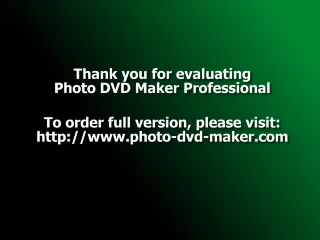 Thank you for evaluating
Photo DVD Maker Professional
To order full version, please visit:
http://www.photo-dvd-maker.com